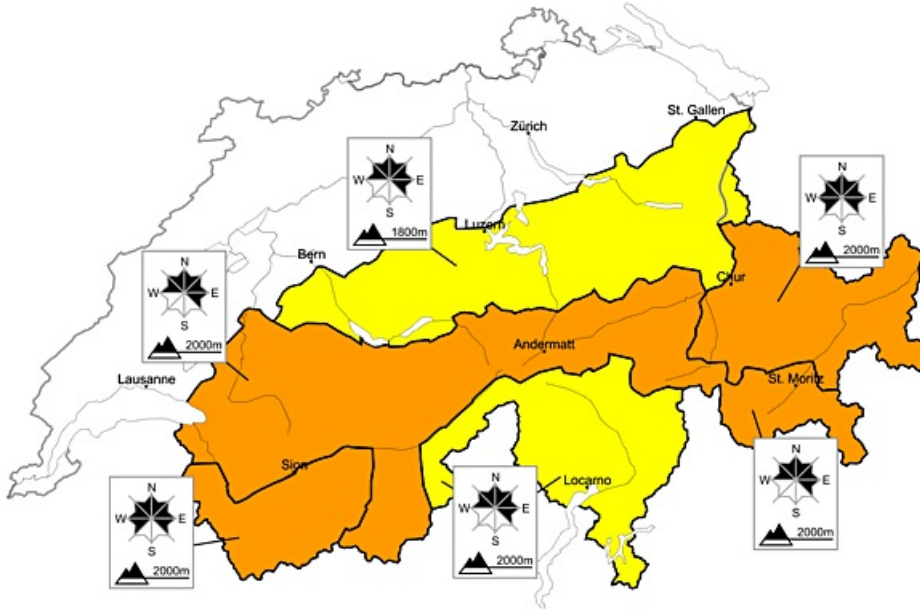 St. Gallen
Zürich
N
W E
S
1800m
Luzern
N
W E
S
2000m
Bern
N
W E
S
2000m
Chur
Andermatt
Lausanne
St. Moritz
Sion
Locarno
N
W E
S
2000m
N
W E
S
2000m
N
W E
S
2000m